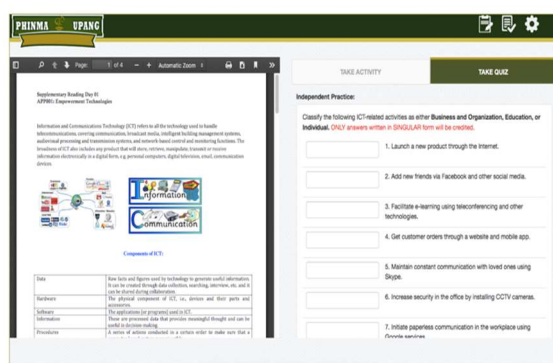 PHINMA UPANG
Page: 1 of 4 - + Automatic Zoom
Supplementary Reading Day 01
APP001: Empowerment Technologies
Information and Communications Technology (ICT) refers to all the technology used to handle
telecommunications, covering broadcast media, intelligent building management systems,
audiovisual processing and transmission systems, and network-based control and monitoring functions. The
broadness of ICT also includes any product that will store, retrieve, manipulate, transmit or receive
information electronically in a digital form, e.g. personal computers, digital television, email, communication
devices.
Information
Communication
Components of ICT:
Data Raw facts and figures used by technology to generate useful information.
It can be created through data collection, searching, interview, etc. and it
can be shared during collaboration.
Hardware The physical component of ICT, i.e., devices and their parts and
accessories.
Software The applications (or programs) used in ICT.
Information These are processed data that provides meaningful thought and can be
useful in decision-making
Procedures A series of actions conducted in a certain order to make sure that a
TAKE ACTIVITY
TAKE QUIZ
Independent Practice:
Classify the following ICT-related activities as either Business and Organization, Education, or
Individual. ONLY answers written in SINGULAR form will be credited.
1. Launch a new product through the internet.
2. Add new friends via Facebook and other social media.
3. Facilitate e-learning using teleconferencing and other
technologies.
4. Get customer orders through a website and mobile app.
5. Maintain constant communication with loved ones using
Skype.
6. Increase security in the office by installing CCTV cameras.
7. Initiate paperless communication in the workplace using
Google services.